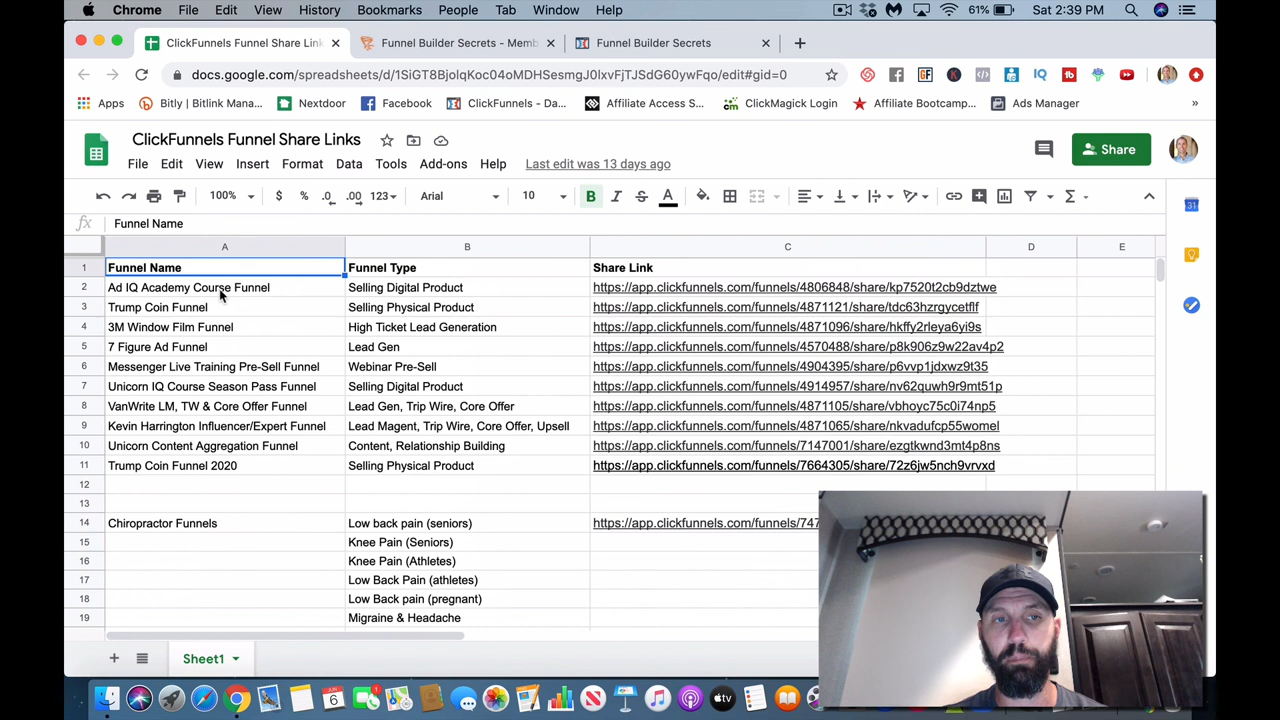 Chrome File Edit View History Bookmarks People Tab Window Help 61% Sat 2:39 PM
ClickFunnels Funnel Share Link Funnel Builder Secrets - Memb Funnel Builder Secrets
docs.google.com/spreadsheets/d/1SiGT8BjolqKoc04oMDHSesmgJ0lxvFjTJSdG60ywFqo/edit#gid=0
Apps Bitly | Bitlink Mana... Nextdoor Facebook ClickFunnels - Da... Affiliate Access S... ClickMagick Login Affiliate Bootcamp... Ads Manager »
ClickFunnels Funnel Share Links
File Edit View Insert Format Data Tools Add-ons Help Last edit was 13 days ago
Share
100% $ % .0 .00 123 Arial 10 B I S A
fx Funnel Name
A B C D E
1 Funnel Name Funnel Type Share Link
2 Ad IQ Academy Course Funnel Selling Digital Product https://app.clickfunnels.com/funnels/4806848/share/kp7520t2cb9dztwe
3 Trump Coin Funnel Selling Physical Product https://app.clickfunnels.com/funnels/4871121/share/tdc63hzrgycetflf
4 3M Window Film Funnel High Ticket Lead Generation https://app.clickfunnels.com/funnels/4871096/share/hkffy2rleya6yi9s
5 7 Figure Ad Funnel Lead Gen https://app.clickfunnels.com/funnels/4570488/share/p8k906z9w22av4p2
6 Messenger Live Training Pre-Sell Funnel Webinar Pre-Sell https://app.clickfunnels.com/funnels/4904395/share/p6vvp1jdxwz9t35
7 Unicorn IQ Course Season Pass Funnel Selling Digital Product https://app.clickfunnels.com/funnels/4914957/share/nv62quwh9r9mt51p
8 VanWrite LM, TW & Core Offer Funnel Lead Gen, Trip Wire, Core Offer https://app.clickfunnels.com/funnels/4871105/share/vbhoyc75c0i74np5
9 Kevin Harrington Influencer/Expert Funnel Lead Magent, Trip Wire, Core Offer, Upsell https://app.clickfunnels.com/funnels/4871065/share/nkvadufcp55womel
10 Unicorn Content Aggregation Funnel Content, Relationship Building https://app.clickfunnels.com/funnels/7147001/share/ezgtkwnd3mt4p8ns
11 Trump Coin Funnel 2020 Selling Physical Product https://app.clickfunnels.com/funnels/7664305/share/72z6jw5nch9vrvxd
12
13
14 Chiropractor Funnels Low back pain (seniors) https://app.clickfunnels.com/funnels/747
15 Knee Pain (Seniors)
16 Knee Pain (Athletes)
17 Low Back Pain (athletes)
18 Low Back pain (pregnant)
19 Migraine & Headache
Sheet1